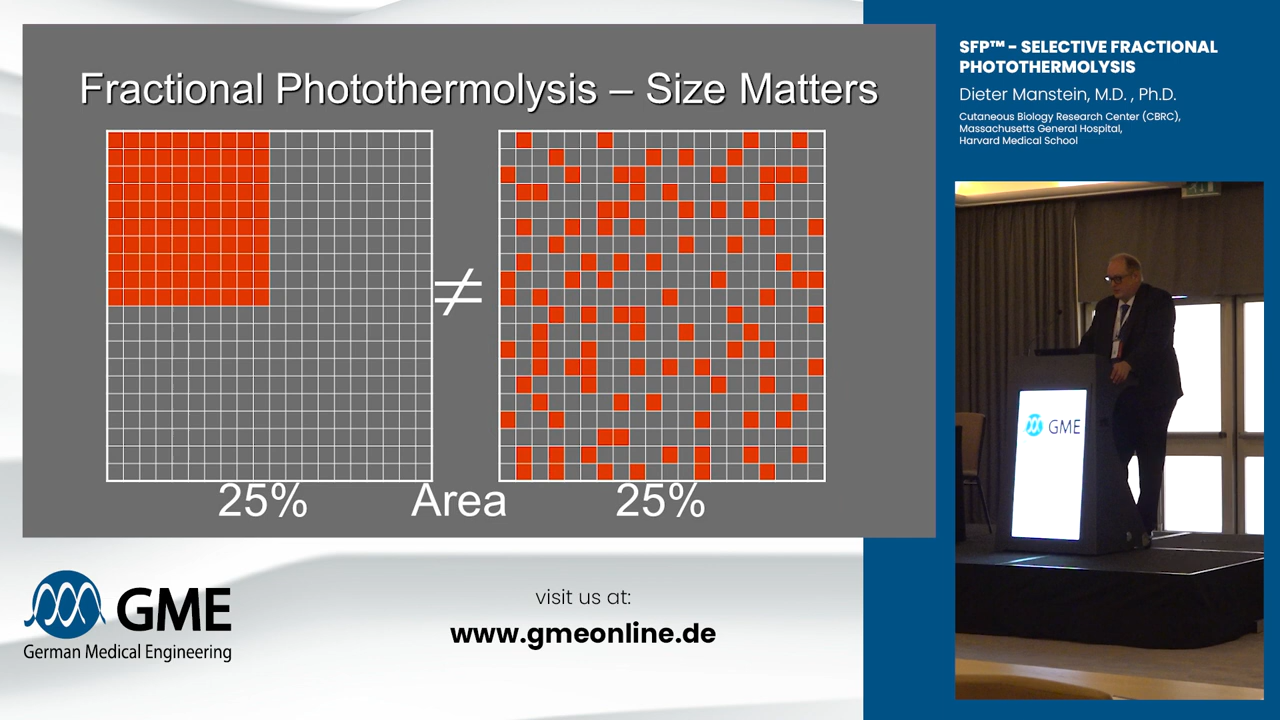 Fractional Photothermolysis – Size Matters
≠
25% Area 25%
GME
German Medical Engineering
visit us at:
www.gmeonline.de
SFP™ - SELECTIVE FRACTIONAL
PHOTOTHERMOLYSIS
Dieter Manstein, M.D. , Ph.D.
Cutaneous Biology Research Center (CBRC),
Massachusetts General Hospital,
Harvard Medical School
GME